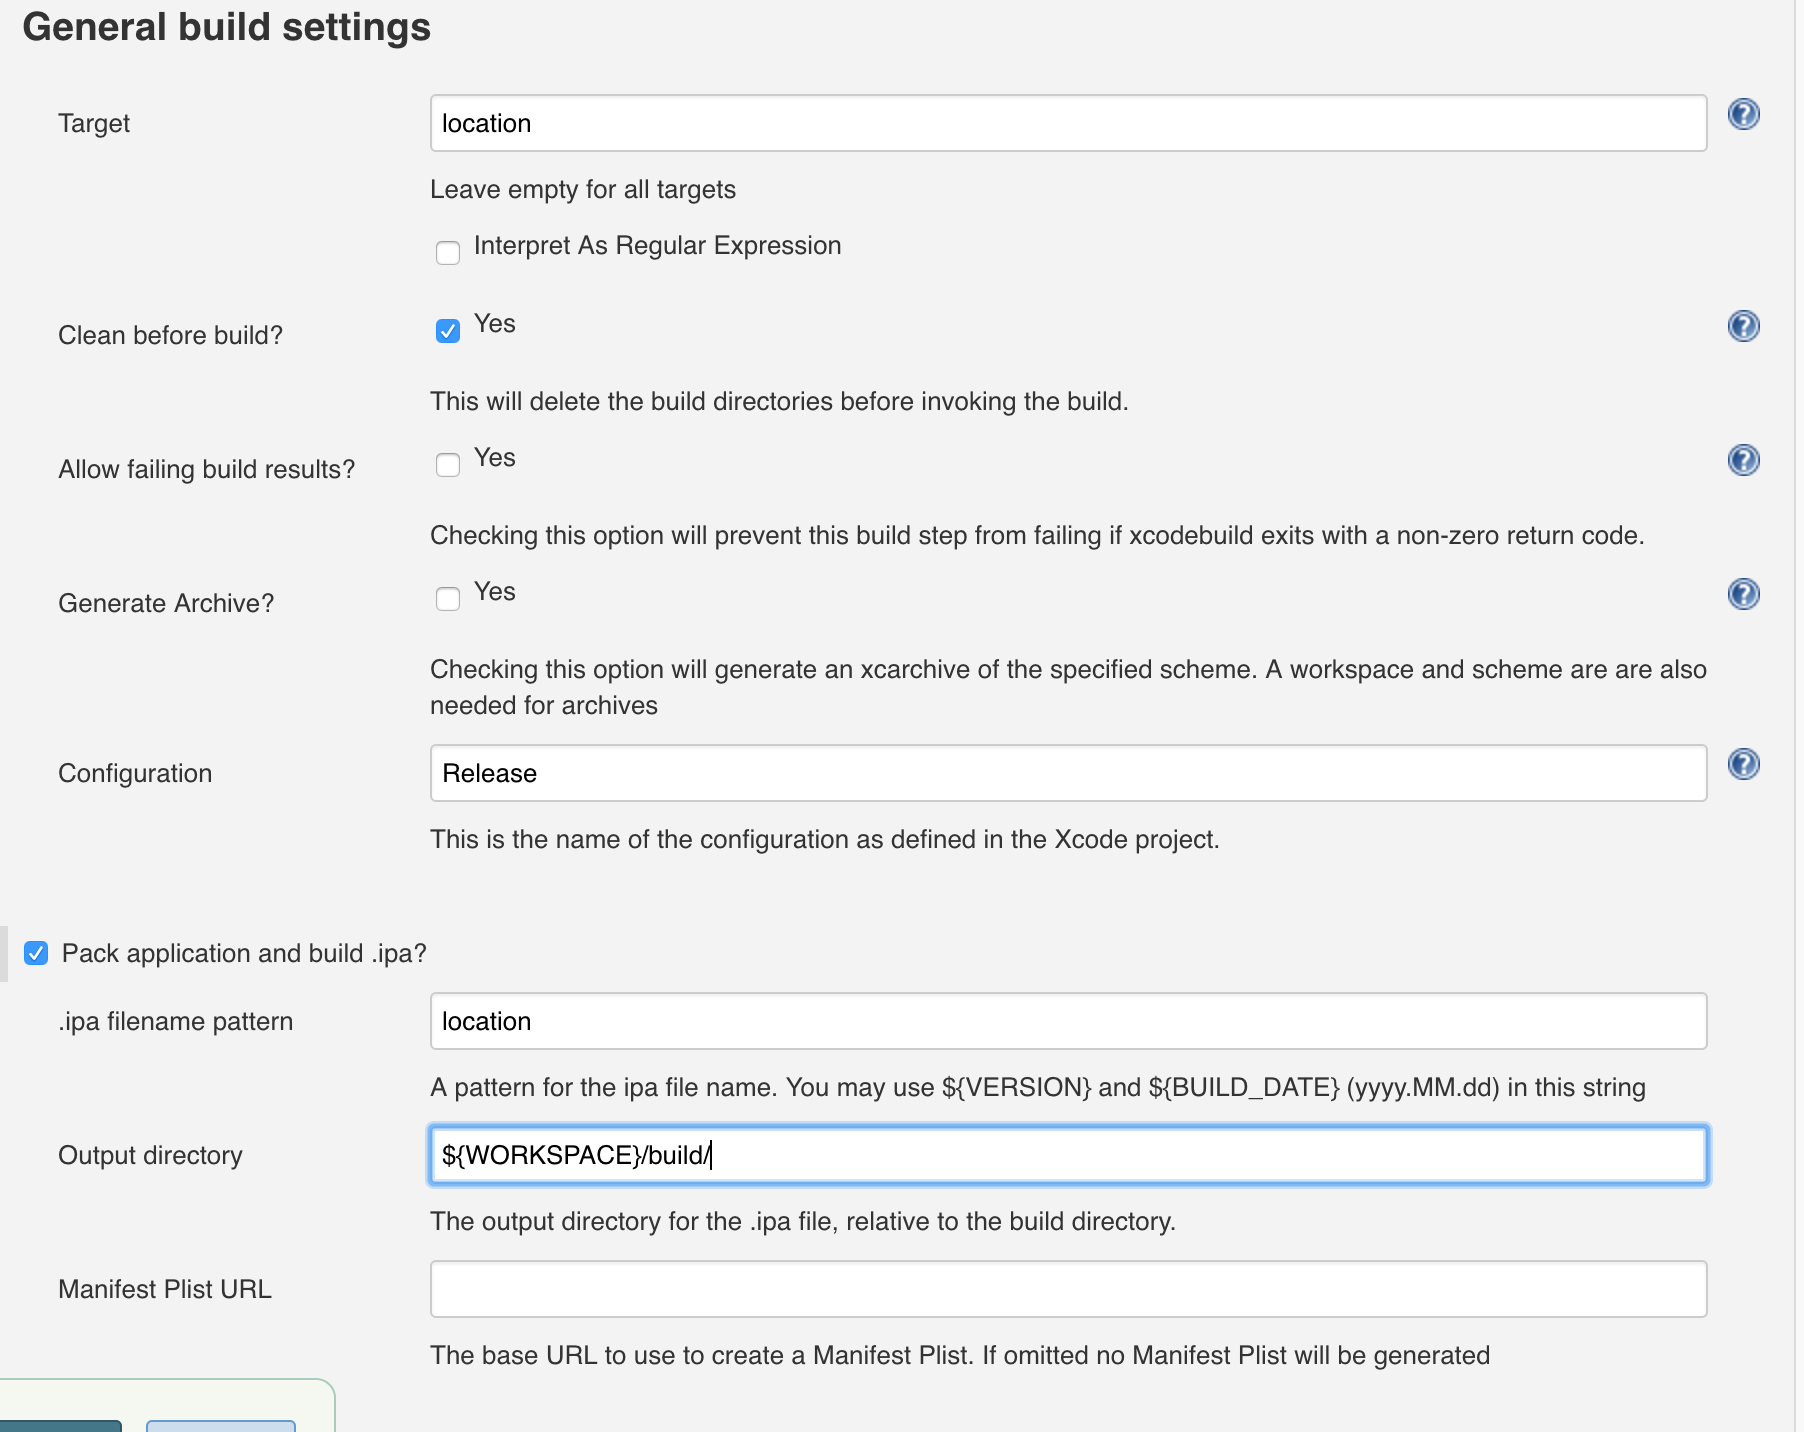 General build settings
Target
location
Leave empty for all targets
Interpret As Regular Expression
Clean before build?
Yes
This will delete the build directories before invoking the build.
Allow failing build results?
Yes
Checking this option will prevent this build step from failing if xcodebuild exits with a non-zero return code.
Generate Archive?
Yes
Checking this option will generate an xcarchive of the specified scheme. A workspace and scheme are are also
needed for archives
Configuration
Release
This is the name of the configuration as defined in the Xcode project.
Pack application and build .ipa?
.ipa filename pattern
location
A pattern for the ipa file name. You may use ${VERSION} and ${BUILD_DATE} (yyyy.MM.dd) in this string
Output directory
${WORKSPACE}/build/
The output directory for the .ipa file, relative to the build directory.
Manifest Plist URL
The base URL to use to create a Manifest Plist. If omitted no Manifest Plist will be generated